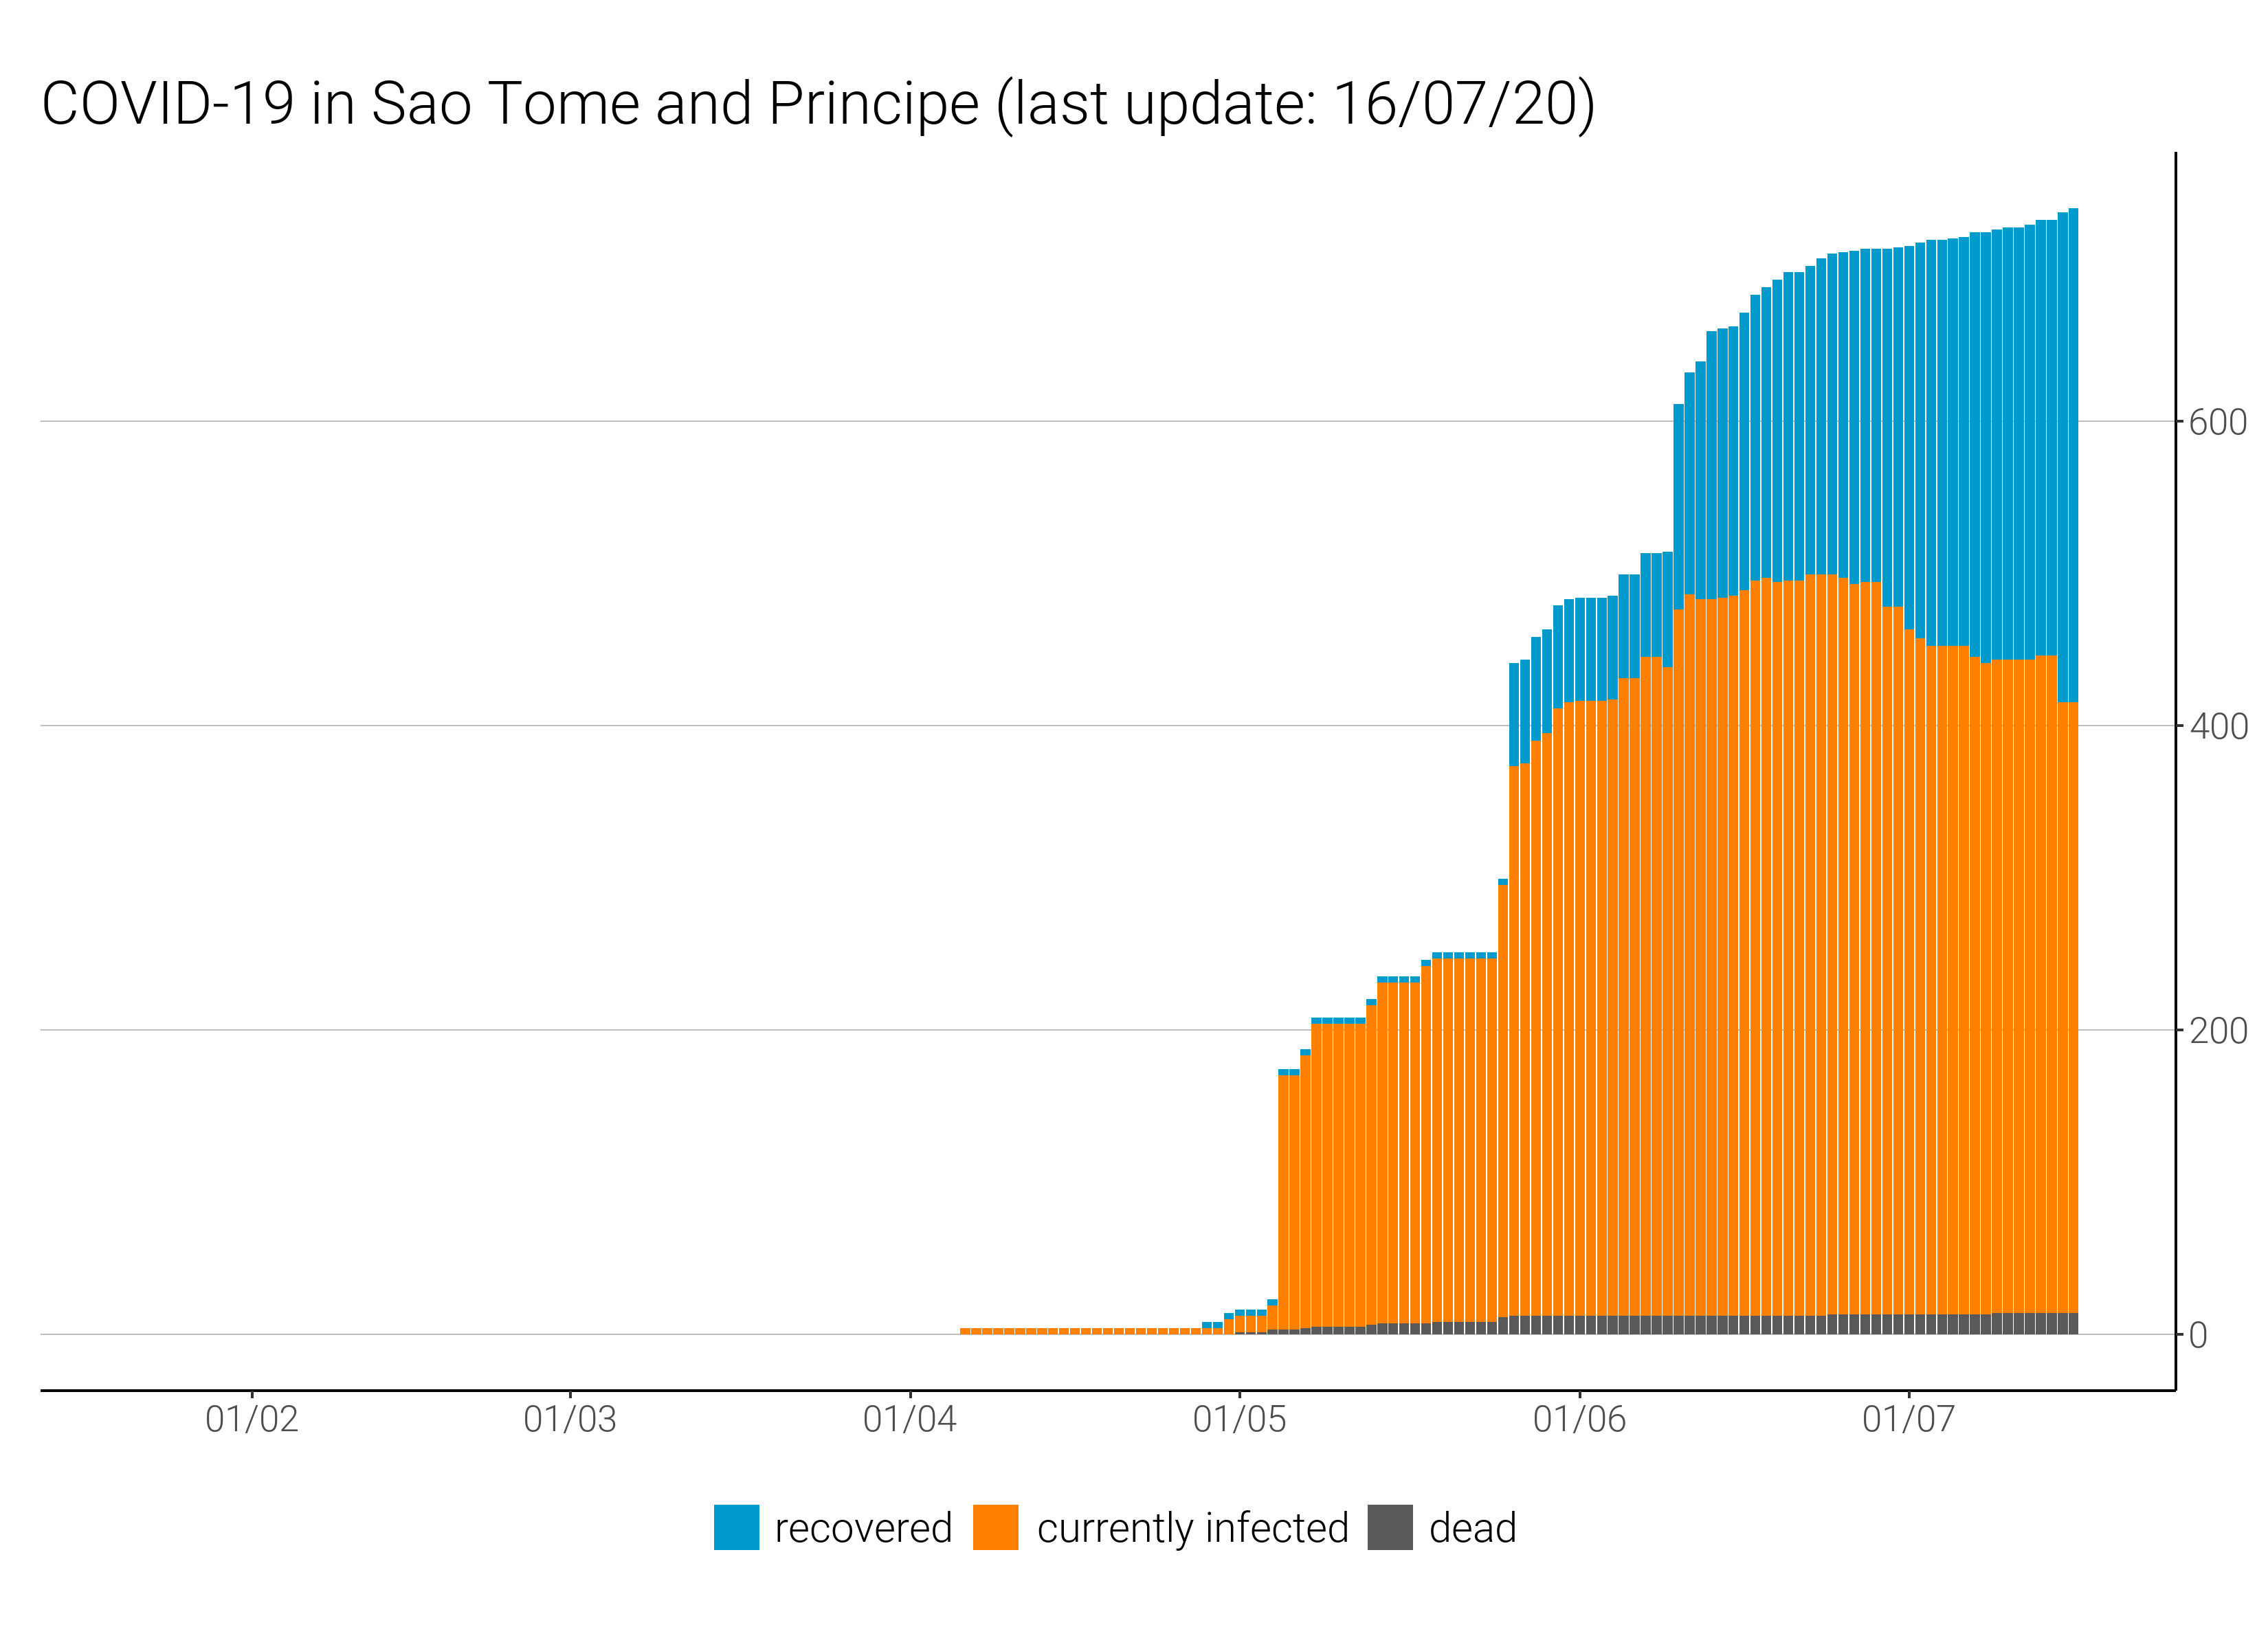 COVID-19 in Sao Tome and Principe (last update: 16/07/20)
600
400
200
0
01/02 01/03 01/04 01/05 01/06 01/07
recovered currently infected dead